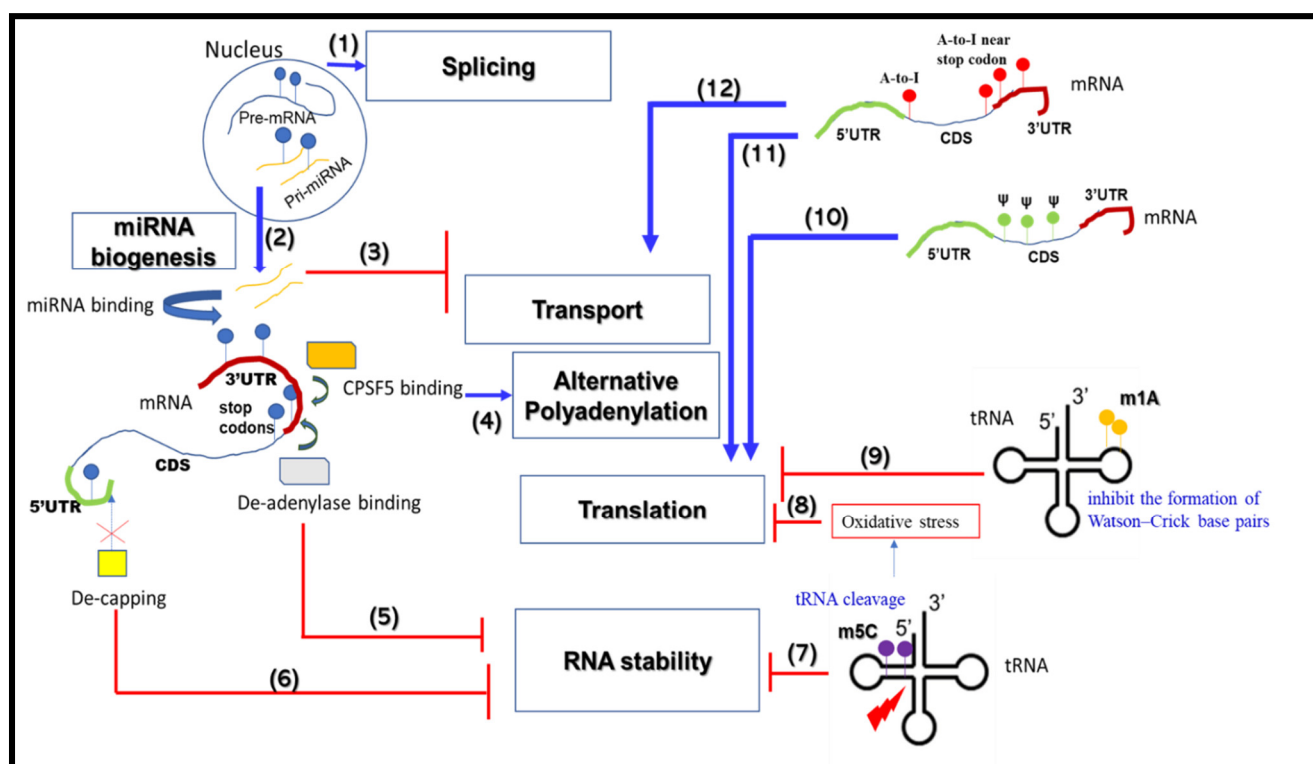 Nucleus
(1)
Splicing
Pre-mRNA
Pri-miRNA
miRNA
biogenesis
(2)
(3)
miRNA binding
Transport
3'UTR
mRNA
stop
codons
CPSF5 binding
(4)
Alternative
Polyadenylation
CDS
5'UTR
De-adenylase binding
De-capping
(5)
(6)
A-to-I near
stop codon
A-to-I
mRNA
5'UTR
CDS
3'UTR
(12)
(11)
(10)
ψ ψ ψ
3'UTR
mRNA
5'UTR
CDS
Translation
(9)
(8)
Oxidative stress
tRNA
3'
5'
m1A
inhibit the formation of
Watson–Crick base pairs
tRNA cleavage
RNA stability
(7)
m5C
5'
3'
tRNA